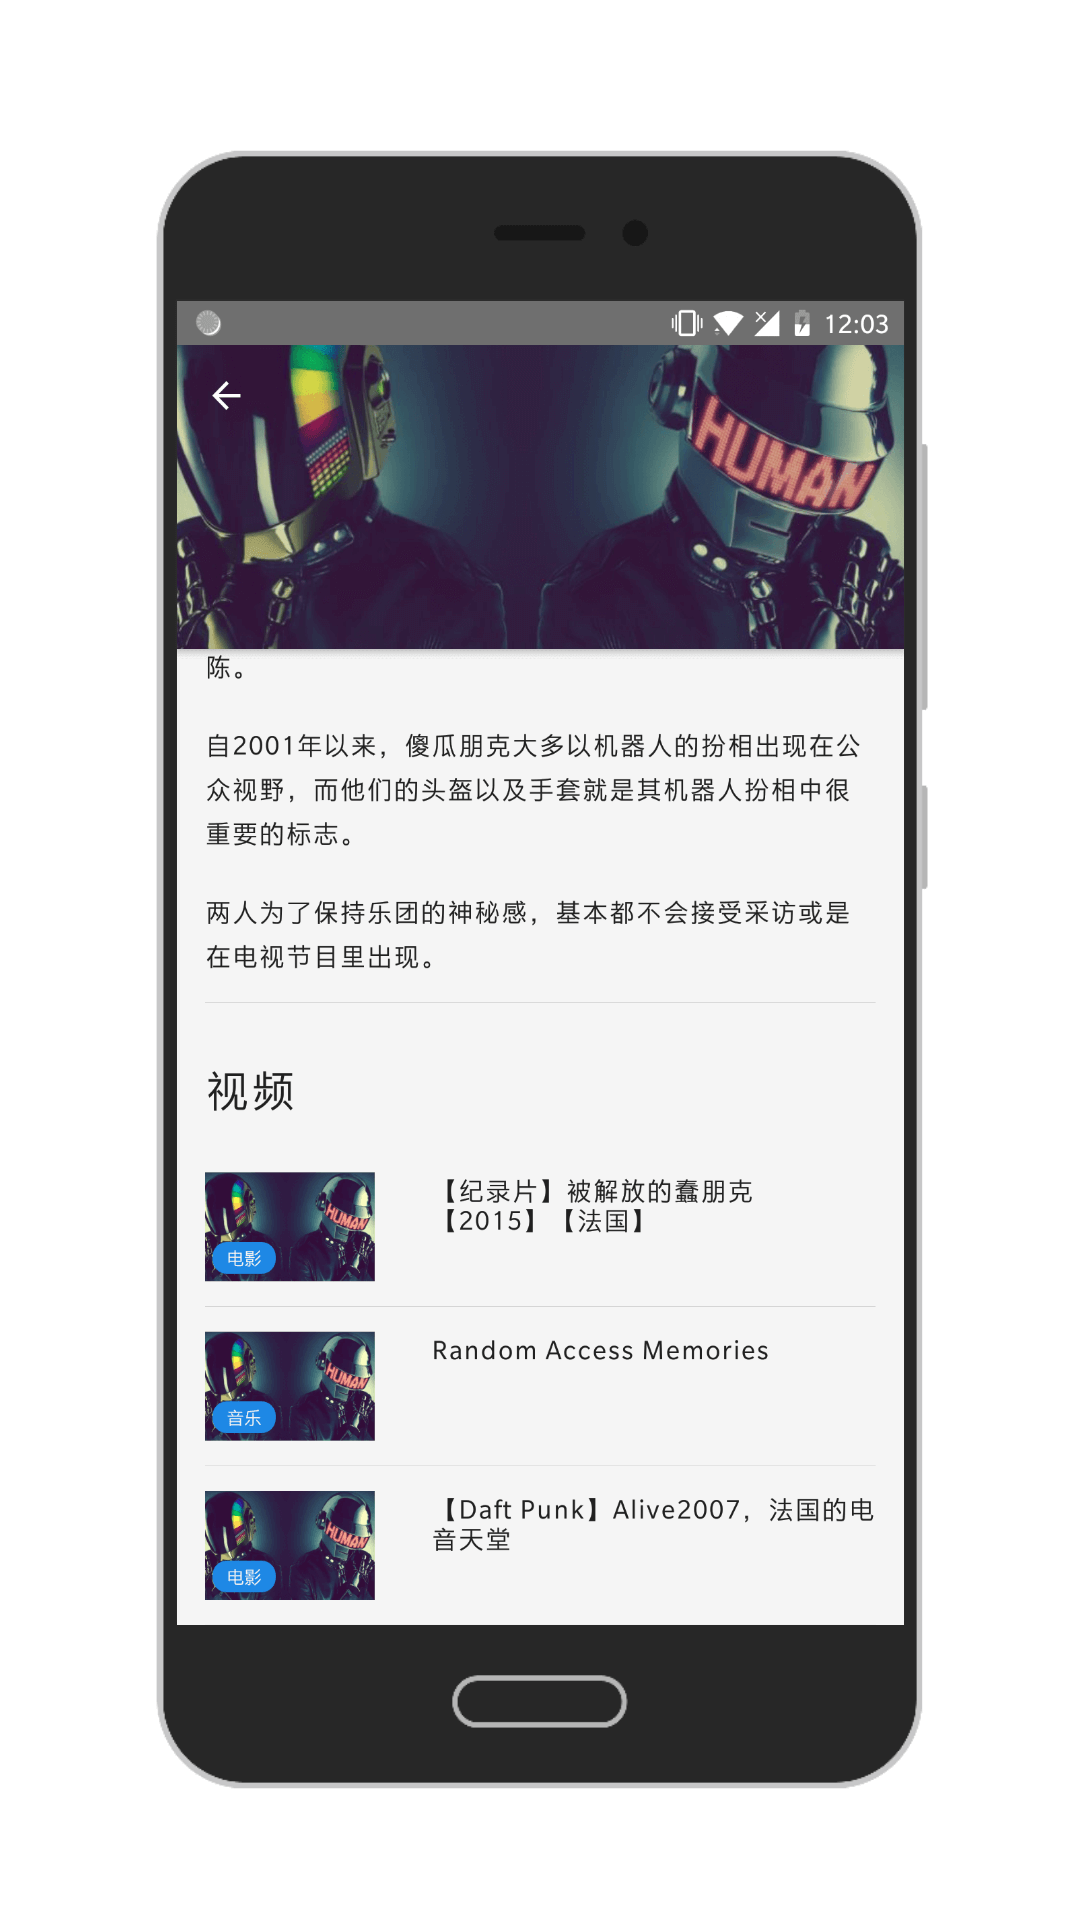 12:03
HUMAN
陈。
自2001年以来，傻瓜朋克大多以机器人的扮相出现在公
众视野，而他们的头盔以及手套就是其机器人扮相中很
重要的标志。
两人为了保持乐团的神秘感，基本都不会接受采访或是
在电视节目里出现。
视频
【纪录片】被解放的蠢朋克
【2015】【法国】
HUMAN
电影
Random Access Memories
HUMAN
音乐
【Daft Punk】Alive2007，法国的电
音天堂
HUMAN
电影